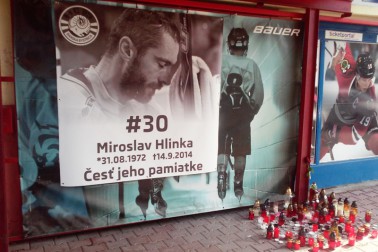 BAUER
#30
Miroslav Hlinka
*31.08.1972 †14.9.2014
Česť jeho pamiatke